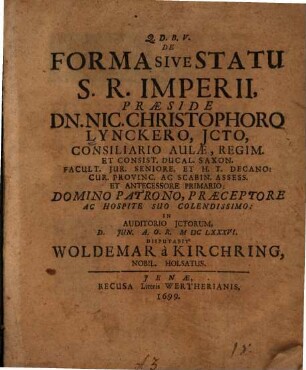 Q. D. B. V.
DE
FORMA SIVE STATU
S. R. IMPERII,
PRÆSIDE
DN. NIC. CHRISTOPHORO
LYNCKERO, JCTO,
CONSILIARIO AULÆ, REGIM.
ET CONSIST. DUCAL. SAXON.
FACULT. JUR. SENIORE, ET H. T. DECANO:
CUR. PROVINC. AC SCABIN. ASSESS.
ET ANTECESSORE PRIMARIO;
DOMINO PATRONO, PRÆCEPTORE
AC HOSPITE SUO COLENDISSIMO;
IN
AUDITORIO JCTORUM,
D. JUN. A. O. R. M DC LXXXVI.
DISPUTABIT
WOLDEMAR à KIRCHRING,
NOBIL. HOLSATUS.
JENÆ,
RECUSA Litteris WERTHERIANIS,
1699.